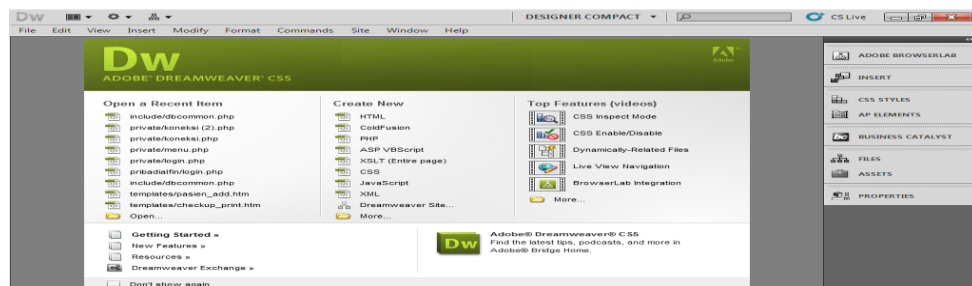 Dw DESIGNER COMPACT CS Live
File Edit View Insert Modify Format Commands Site Window Help
Dw
ADOBE® DREAMWEAVER® CS5
Adobe
Open a Recent Item
include/dbcommon.php
private/koneksi (2).php
private/koneksi.php
private/menu.php
private/login.php
pribadialfin/login.php
include/dbcommon.php
templates/pasien_add.htm
templates/checkup_print.htm
Open...
Create New
HTML
ColdFusion
PHP
ASP VBScript
XSLT (Entire page)
CSS
JavaScript
XML
Dreamweaver Site...
More...
Top Features (videos)
CSS Inspect Mode
CSS Enable/Disable
Dynamically-Related Files
Live View Navigation
BrowserLab Integration
More...
Getting Started »
New Features »
Resources »
Dreamweaver Exchange »
Dw
Adobe® Dreamweaver® CS5
Find the latest tips, podcasts, and more in
Adobe® Bridge Home.
Don't show again
ADOBE BROWSERLAB
INSERT
CSS STYLES
AP ELEMENTS
BUSINESS CATALYST
FILES
ASSETS
PROPERTIES